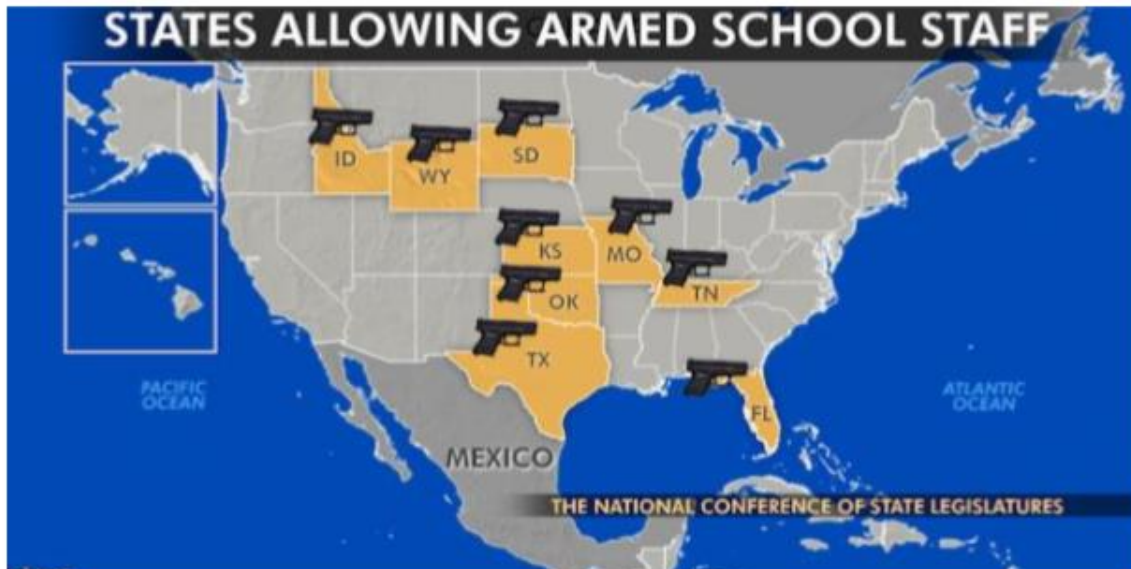 STATES ALLOWING ARMED SCHOOL STAFF
ID
WY
SD
KS
MO
OK
TN
TX
FL
PACIFIC
OCEAN
ATLANTIC
OCEAN
MEXICO
THE NATIONAL CONFERENCE OF STATE LEGISLATURES